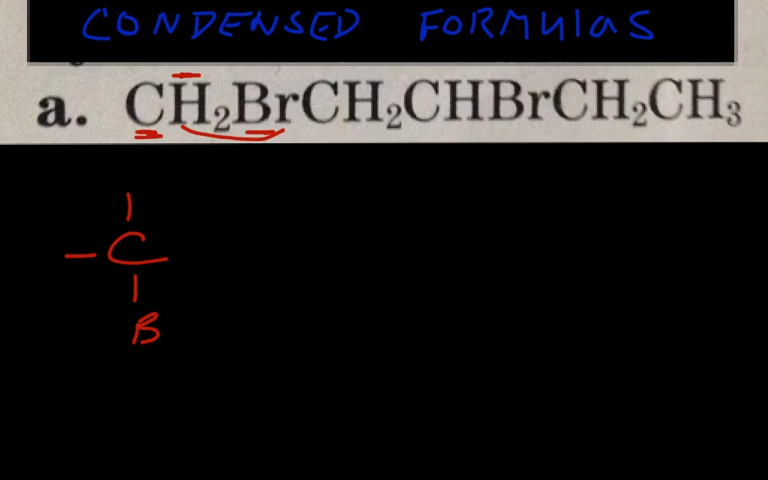 CONDENSED FORMULAS
a. CH₂BrCH₂CHBrCH₂CH₃
C
B